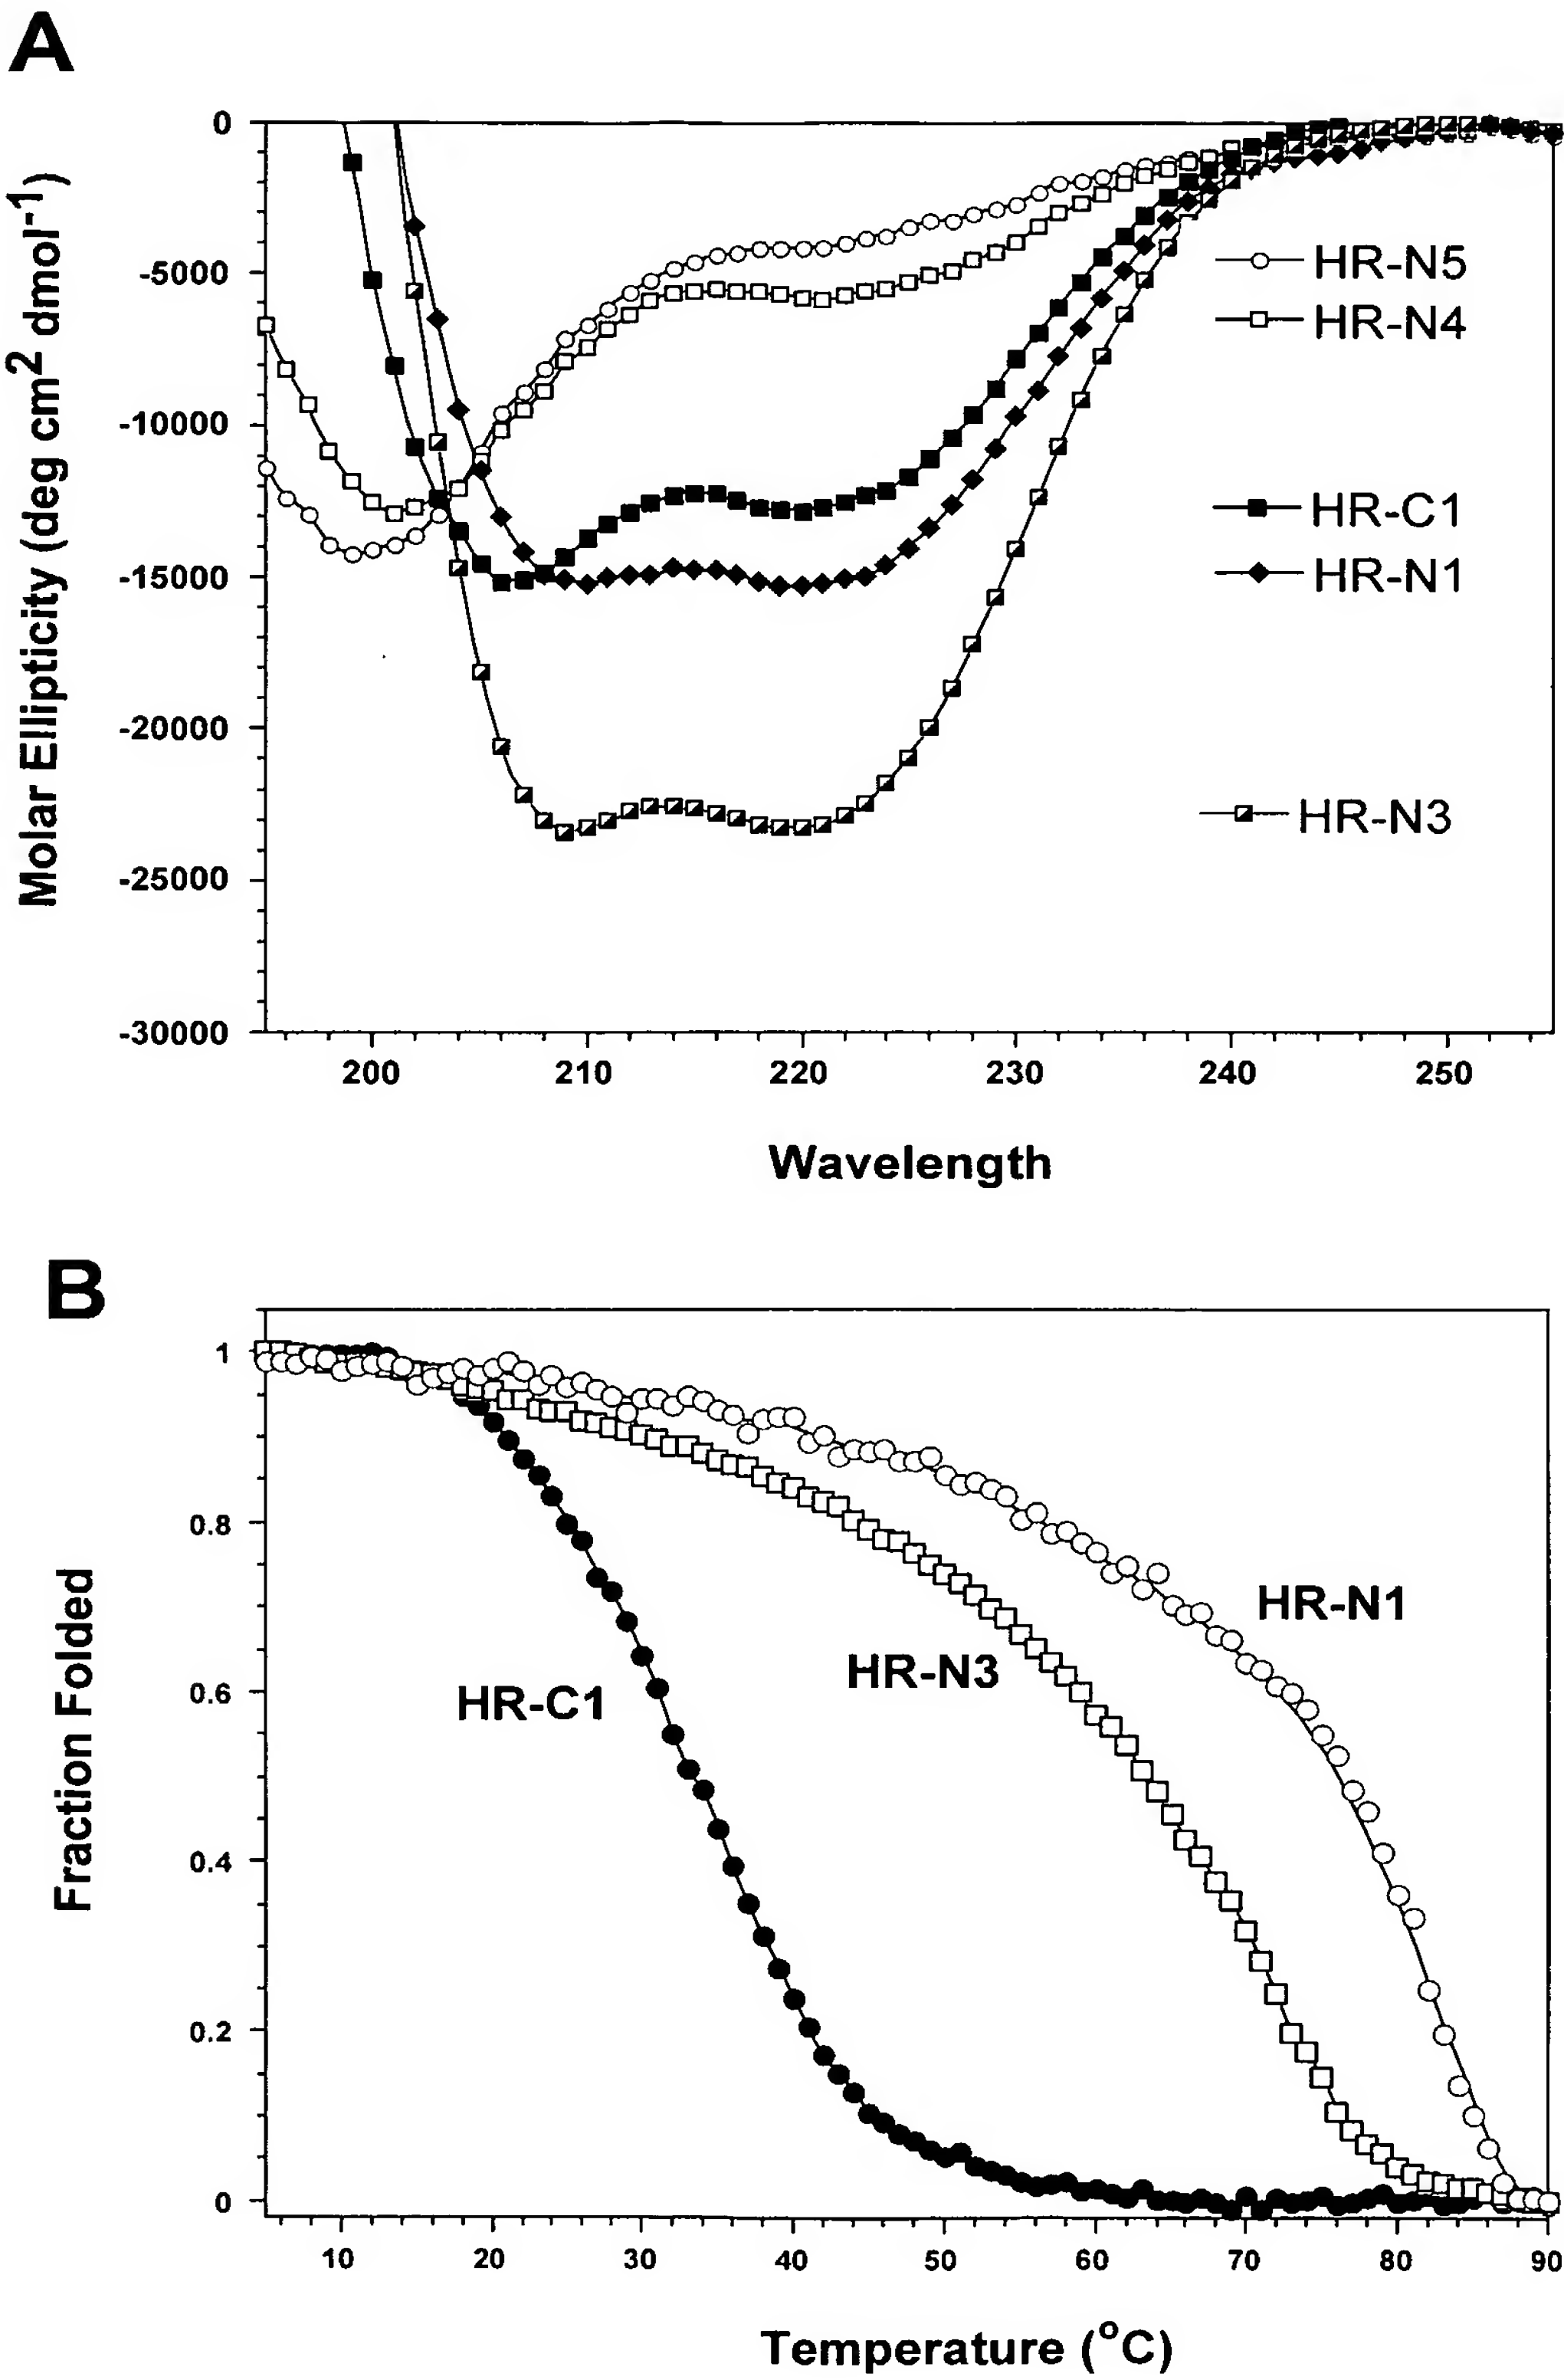 A
Molar Ellipticity (deg cm2 dmol-1)
0
-5000
-10000
-15000
-20000
-25000
-30000
HR-N5
HR-N4
HR-C1
HR-N1
HR-N3
200 210 220 230 240 250
Wavelength
B
Fraction Folded
1
0.8
0.6
0.4
0.2
0
HR-N1
HR-N3
HR-C1
10 20 30 40 50 60 70 80 90
Temperature (oC)